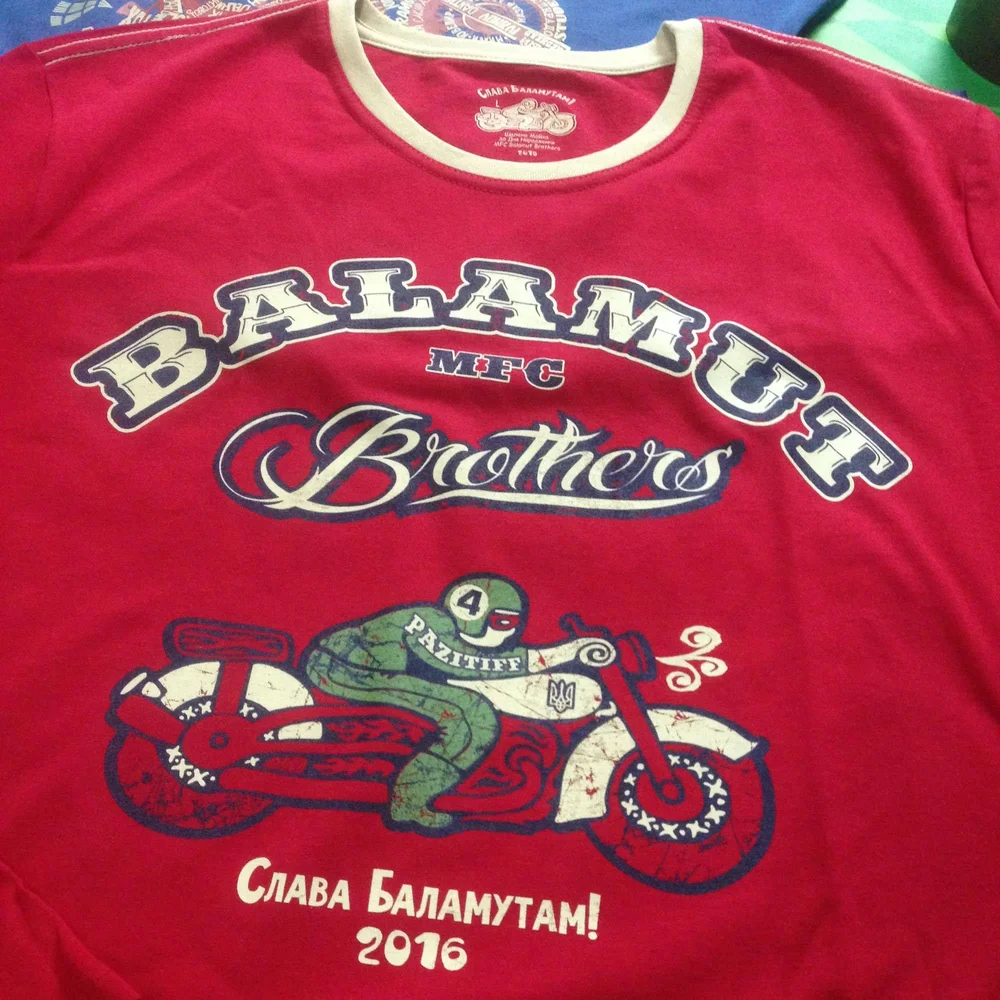 Слава Баламутам!
MFC Balamut Brothers
BALAMUT
MFC
Brothers
4
PAZITIFF
Слава Баламутам!
2016